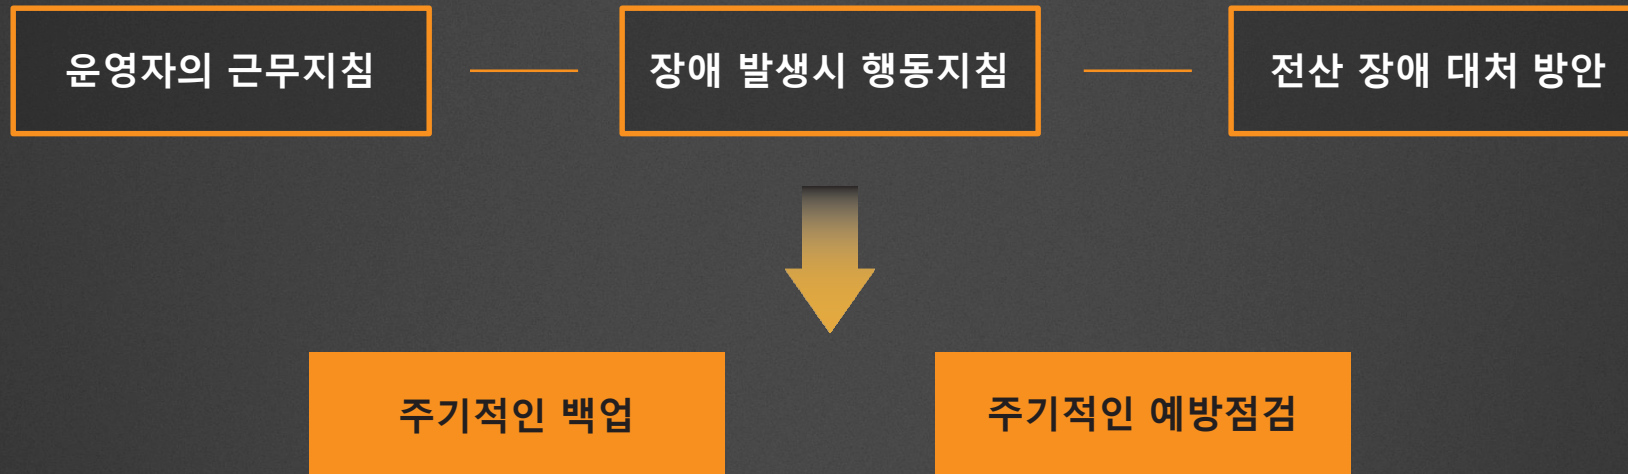 운영자의 근무지침
장애 발생시 행동지침
전산 장애 대처 방안
주기적인 백업
주기적인 예방점검